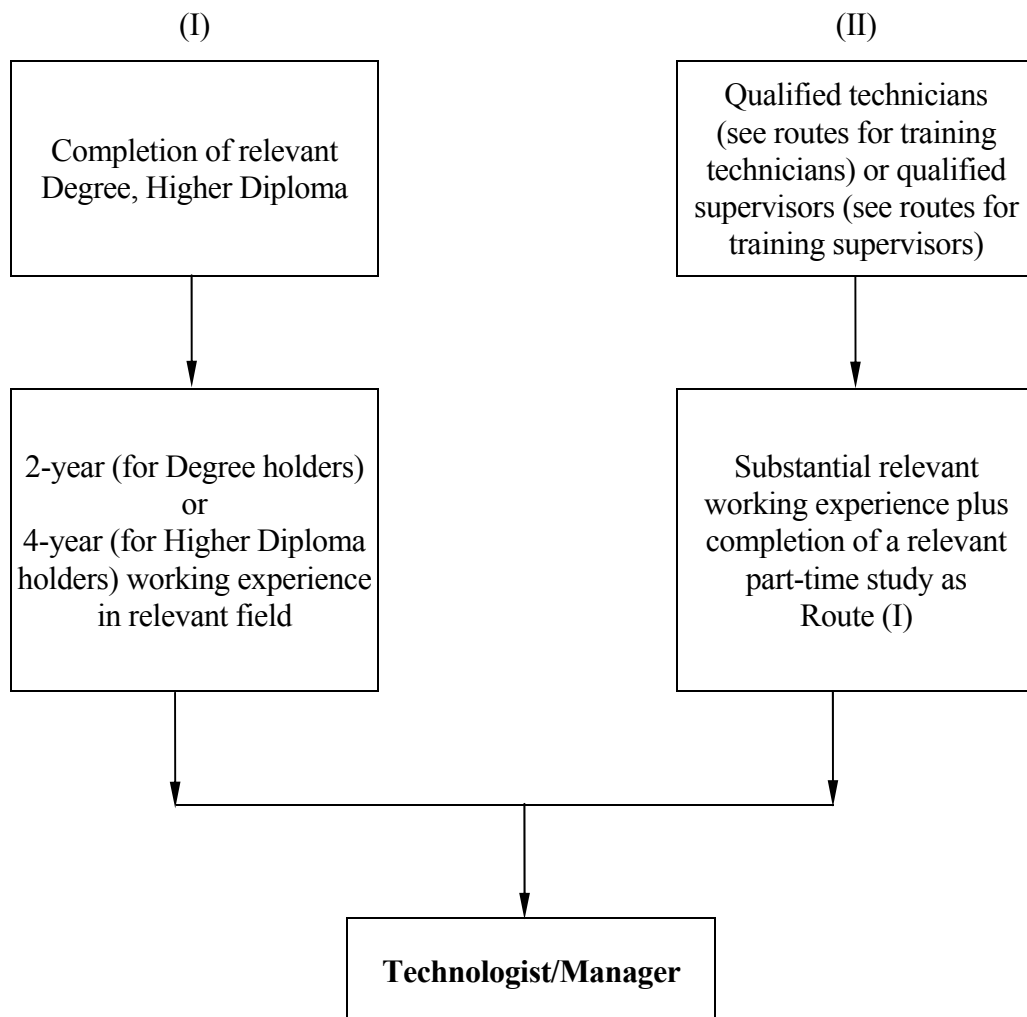 (I)
Completion of relevant
Degree, Higher Diploma
2-year (for Degree holders)
or
4-year (for Higher Diploma
holders) working experience
in relevant field
(II)
Qualified technicians
(see routes for training
technicians) or qualified
supervisors (see routes for
training supervisors)
Substantial relevant
working experience plus
completion of a relevant
part-time study as
Route (I)
Technologist/Manager